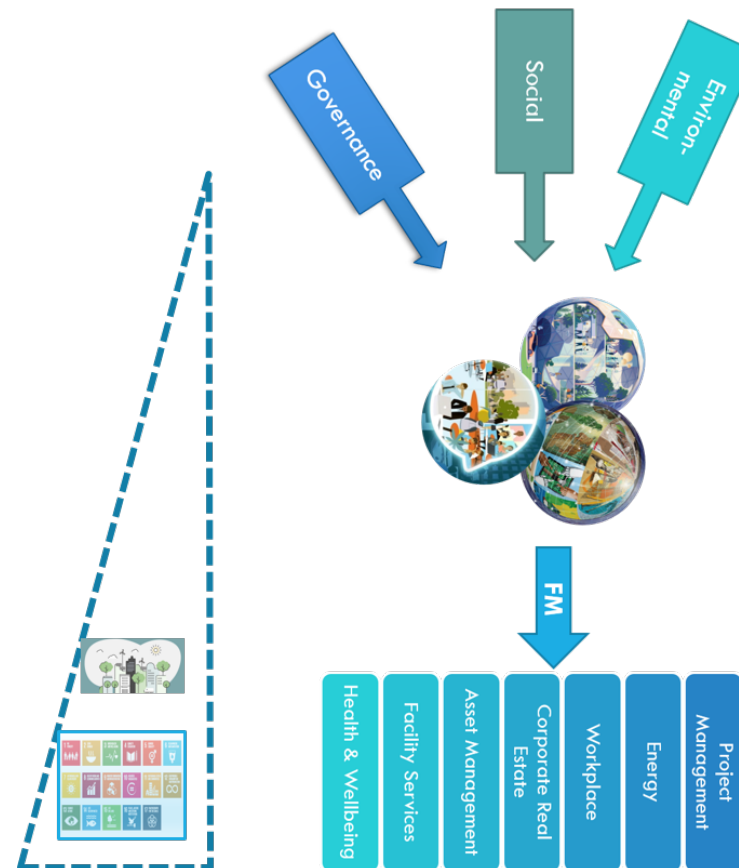 Governance
Social
Environ-
mental
FM
Health & Wellbeing
Facility Services
Asset Management
Corporate Real
Estate
Workplace
Energy
Project
Management